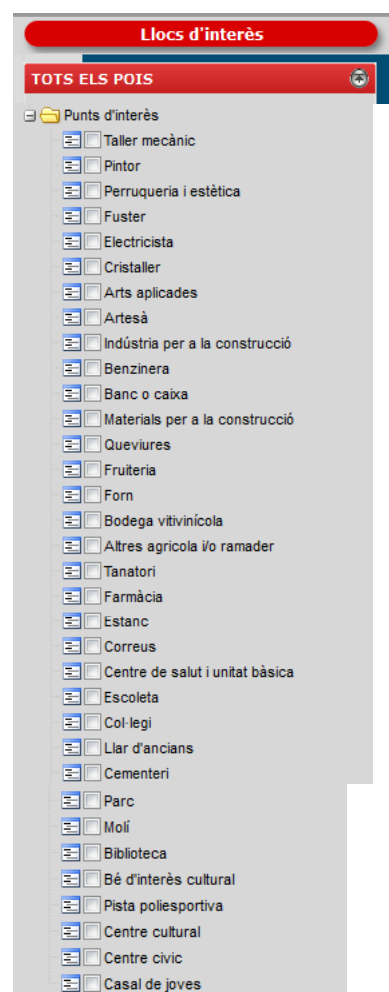 Llocs d'interès
TOTS ELS POIS
Punts d'interès
Taller mecànic
Pintor
Perruqueria i estètica
Fuster
Electricista
Cristaller
Arts aplicades
Artesà
Indústria per a la construcció
Benzinera
Banc o caixa
Materials per a la construcció
Queviures
Fruiteria
Forn
Bodega vitivinícola
Altres agricola i/o ramader
Tanatori
Farmàcia
Estanc
Correus
Centre de salut i unitat bàsica
Escoleta
Col·legi
Llar d'ancians
Cementeri
Parc
Molí
Biblioteca
Bé d'interès cultural
Pista poliesportiva
Centre cultural
Centre civic
Casal de joves